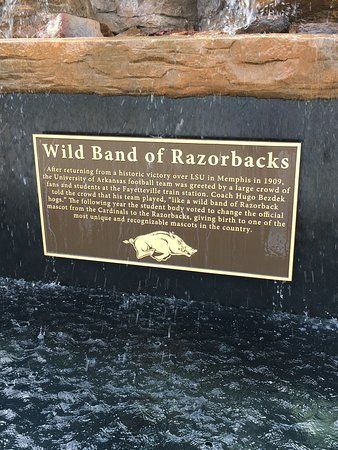 Wild Band of Razorbacks
After returning from a historic victory over LSU in Memphis in 1909,
the University of Arkansas football team was greeted by a large crowd of
fans and students at the Fayetteville train station. Coach Hugo Bezdek
told the crowd that his team played, "like a wild band of Razorback
hogs." The following year the student body voted to change the official
mascot from the Cardinals to the Razorbacks, giving birth to one of the
most unique and recognizable mascots in the country.